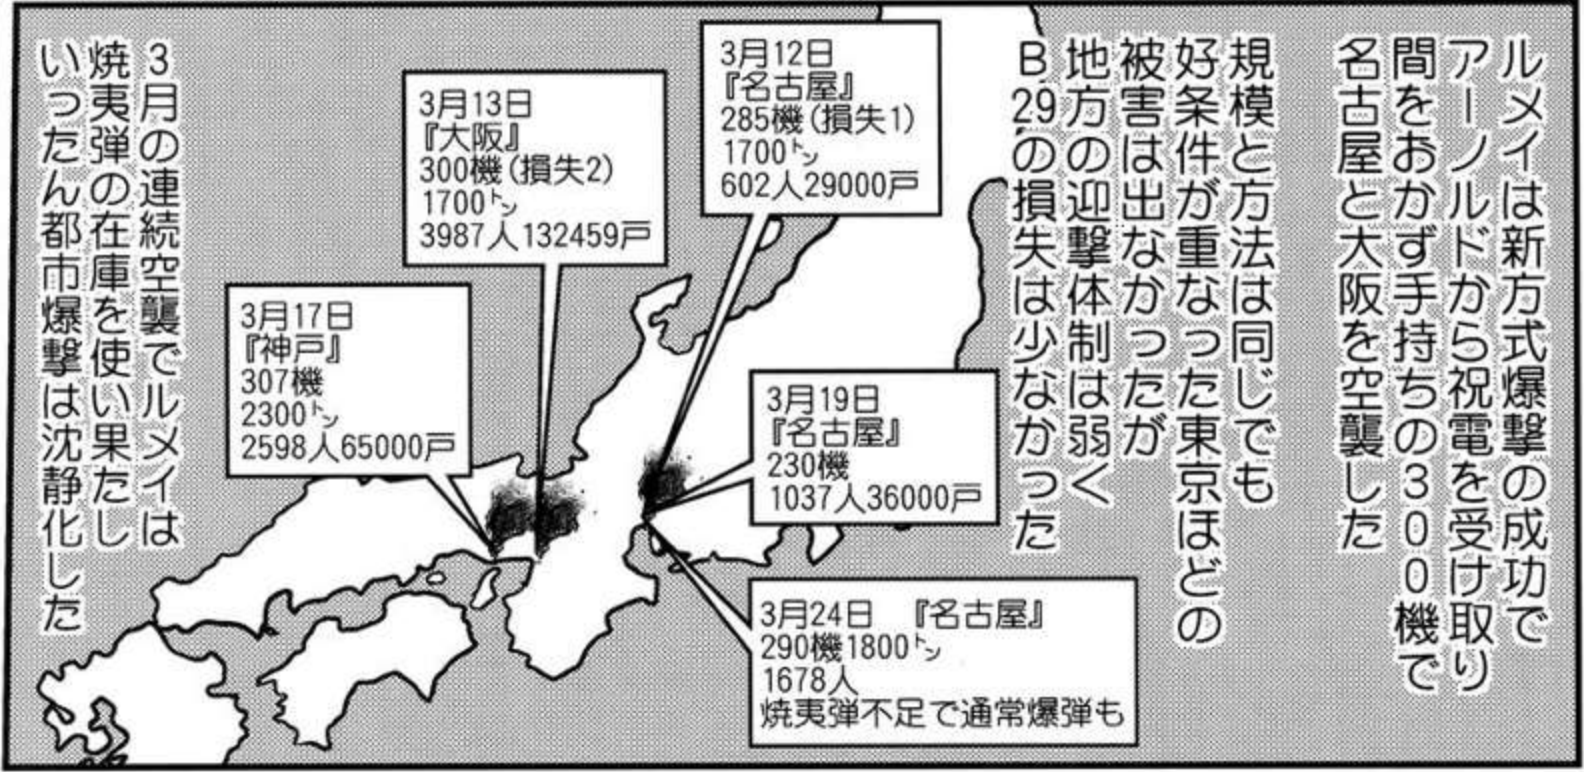 ルメイは新方式爆撃の成功で
アーノルドから祝電を受け取り
間をおかず手持ちの300機で
名古屋と大阪を空襲した
規模と方法は同じでも
好条件が重なった東京ほどの
被害は出なかったが
地方の迎撃体制は弱く
B29の損失は少なかった
3月12日
『名古屋』
285機(損失1)
1700㌧
602人29000戸
3月13日
『大阪』
300機(損失2)
1700㌧
3987人132459戸
3月17日
『神戸』
307機
2300㌧
2598人65000戸
3月19日
『名古屋』
230機
1037人36000戸
3月24日 『名古屋』
290機1800㌧
1678人
焼夷弾不足で通常爆弾も
3月の連続空襲でルメイは
焼夷弾の在庫を使い果たし
いったん都市爆撃は沈静化した